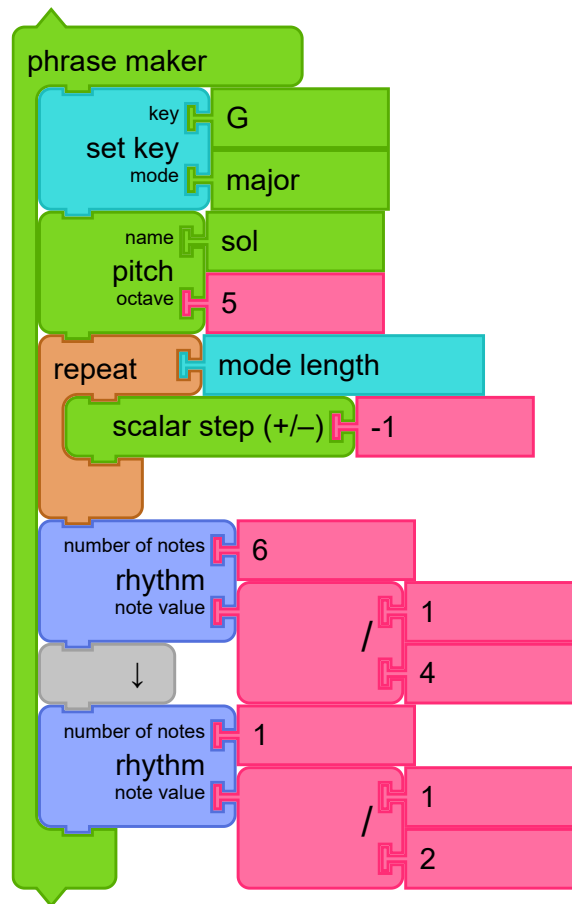 phrase maker
key G
set key
mode major
name sol
pitch
octave 5
repeat mode length
scalar step (+/–) -1
number of notes 6
rhythm
note value / 1
4
↓
number of notes 1
rhythm
note value / 1
2